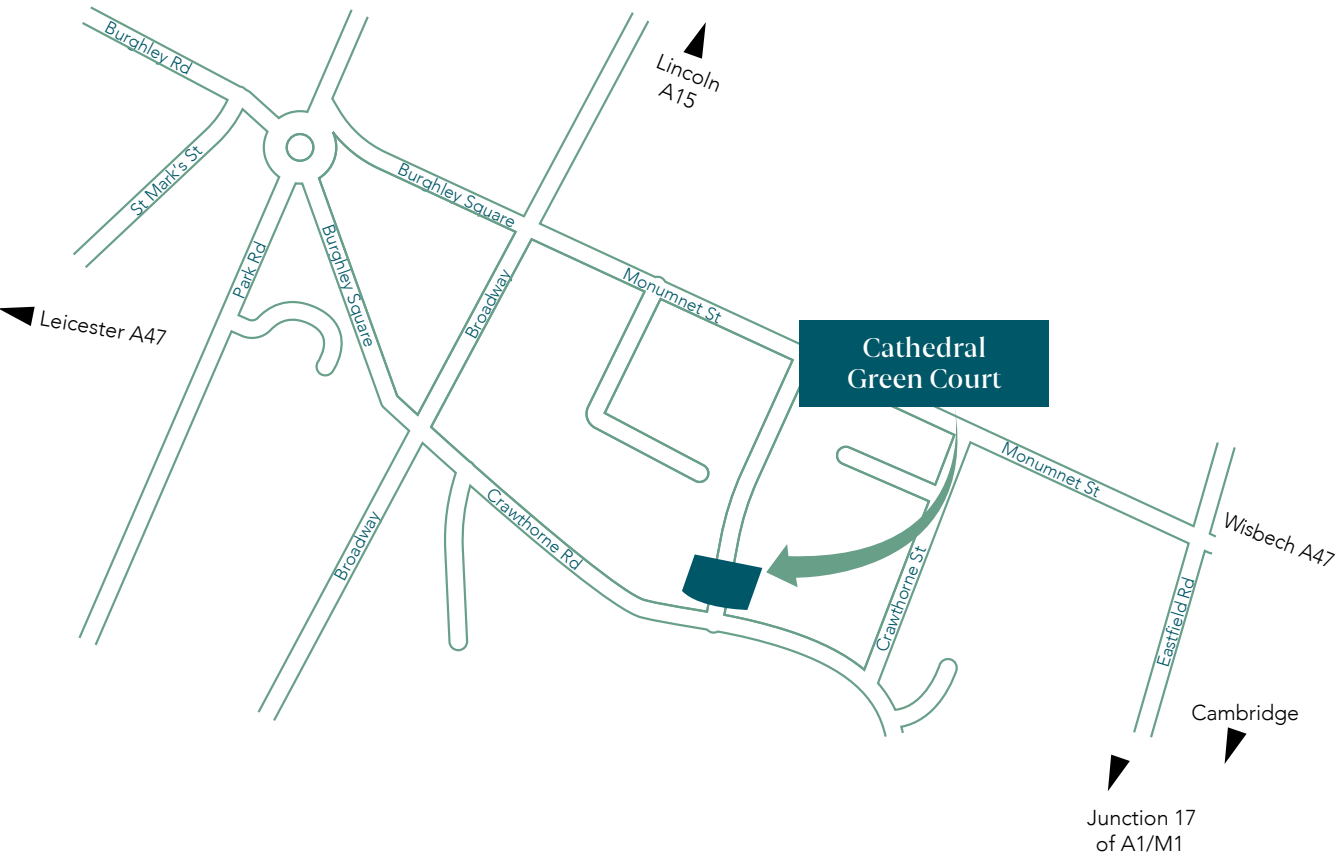 Burghley Rd
Lincoln
A15
St Mark's St
Burghley Square
Park Rd
Burghley Square
Broadway
Monumnet St
Leicester A47
Cathedral
Green Court
Monumnet St
Crawthorne Rd
Broadway
Wisbech A47
Crawthorne St
Eastfield Rd
Cambridge
Junction 17
of A1/M1